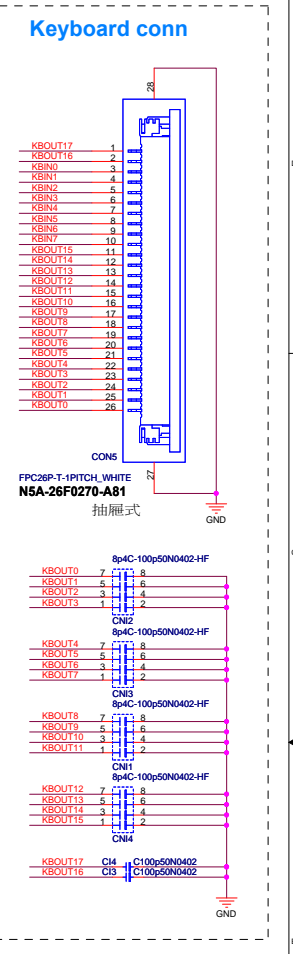 Keyboard conn
28
KBOUT17 1
KBOUT16 2
KBIN0 3
KBIN1 4
KBIN2 5
KBIN3 6
KBIN4 7
KBIN5 8
KBIN6 9
KBIN7 10
KBOUT15 11
KBOUT14 12
KBOUT13 13
KBOUT12 14
KBOUT11 15
KBOUT10 16
KBOUT9 17
KBOUT8 18
KBOUT7 19
KBOUT6 20
KBOUT5 21
KBOUT4 22
KBOUT3 23
KBOUT2 24
KBOUT1 25
KBOUT0 26
CON5
27
FPC26P-T-1PITCH_WHITE
N5A-26F0270-A81
抽屜式
GND
8p4C-100p50N0402-HF
KBOUT0 7 8
KBOUT1 5 6
KBOUT2 3 4
KBOUT3 1 2
CNI2
8p4C-100p50N0402-HF
KBOUT4 7 8
KBOUT5 5 6
KBOUT6 3 4
KBOUT7 1 2
CNI3
8p4C-100p50N0402-HF
KBOUT8 7 8
KBOUT9 5 6
KBOUT10 3 4
KBOUT11 1 2
CNI1
8p4C-100p50N0402-HF
KBOUT12 7 8
KBOUT13 5 6
KBOUT14 3 4
KBOUT15 1 2
CNI4
KBOUT17 CI4 C100p50N0402
KBOUT16 CI3 C100p50N0402
GND